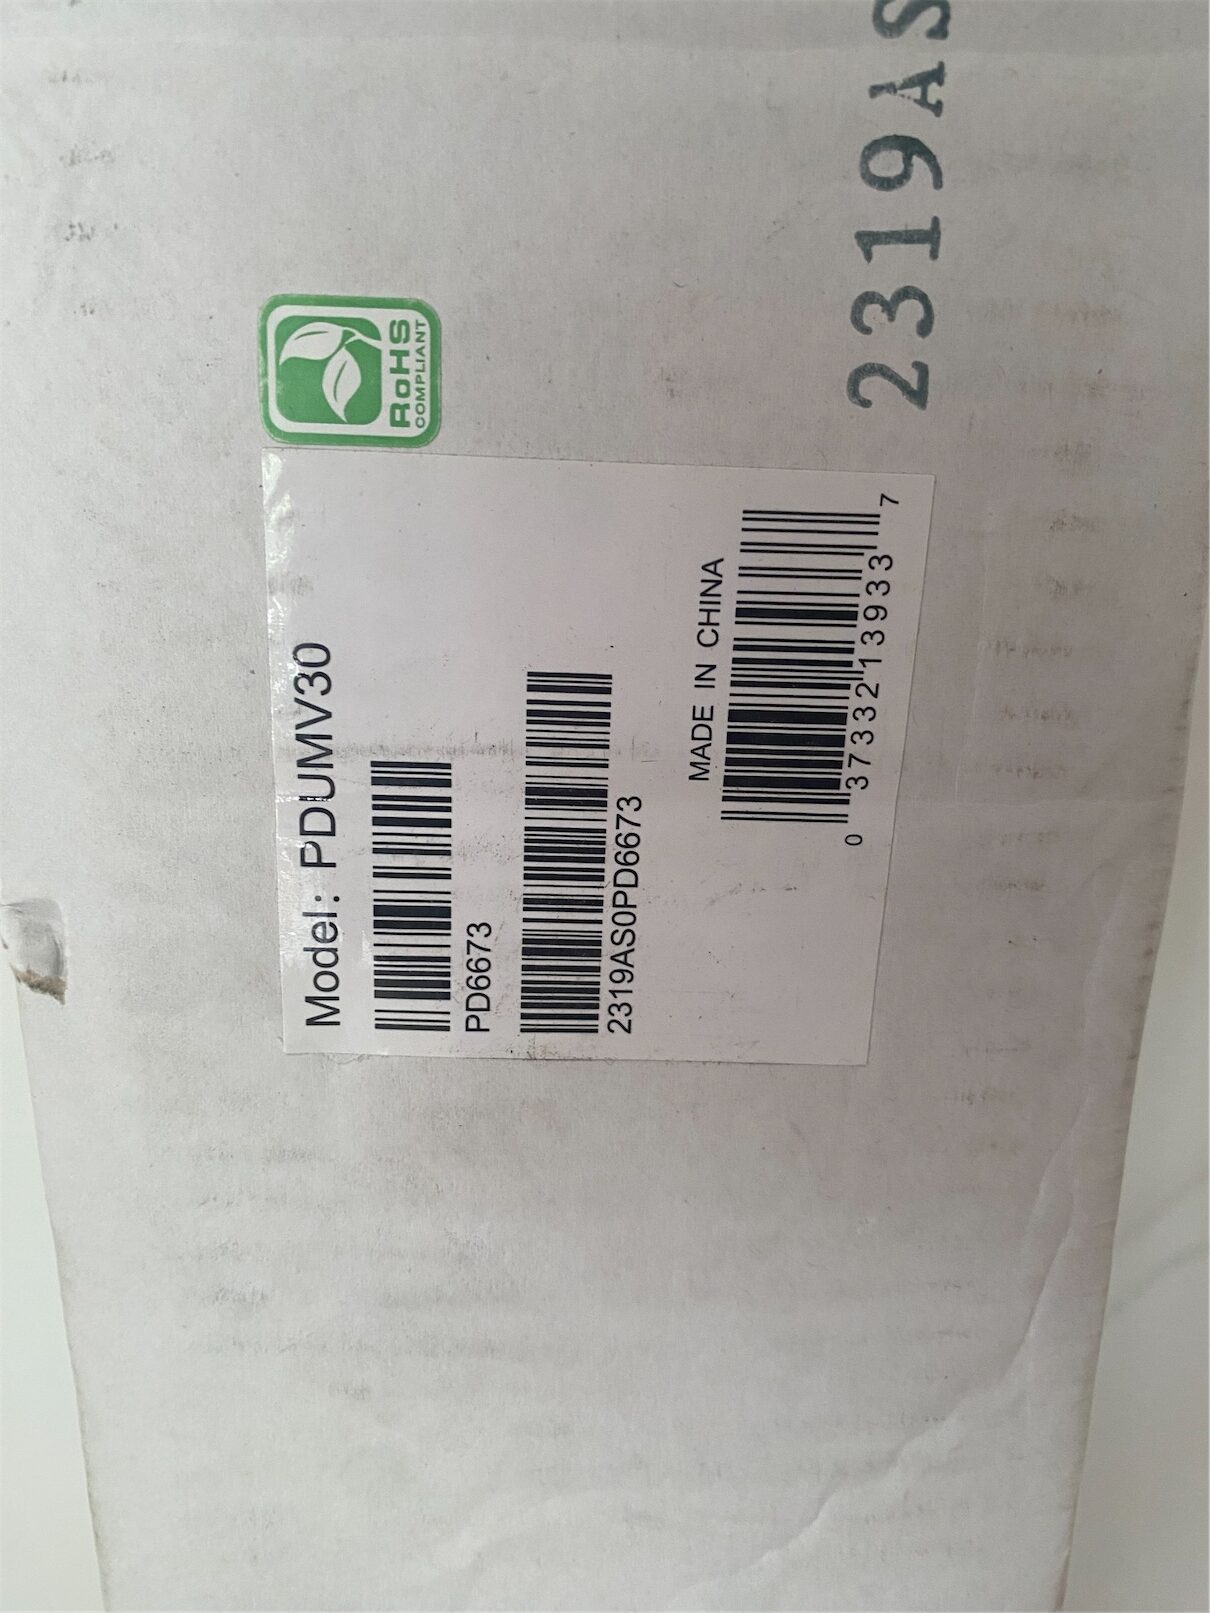 Model: PDUMV30
PD6673
2319AS0PD6673
MADE IN CHINA
0 37332 13933 7
RoHS
COMPLIANT
2319AS